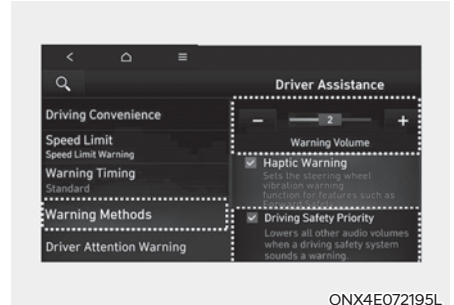 Driver Assistance
Driving Convenience
Speed Limit
Speed Limit Warning
Warning Timing
Standard
Warning Methods
Driver Attention Warning
− 2 +
Warning Volume
Haptic Warning
Sets the steering wheel
vibration warning
function for features such as
Driving Safety Priority
Lowers all other audio volumes
when a driving safety system
sounds a warning.
ONX4E072195L